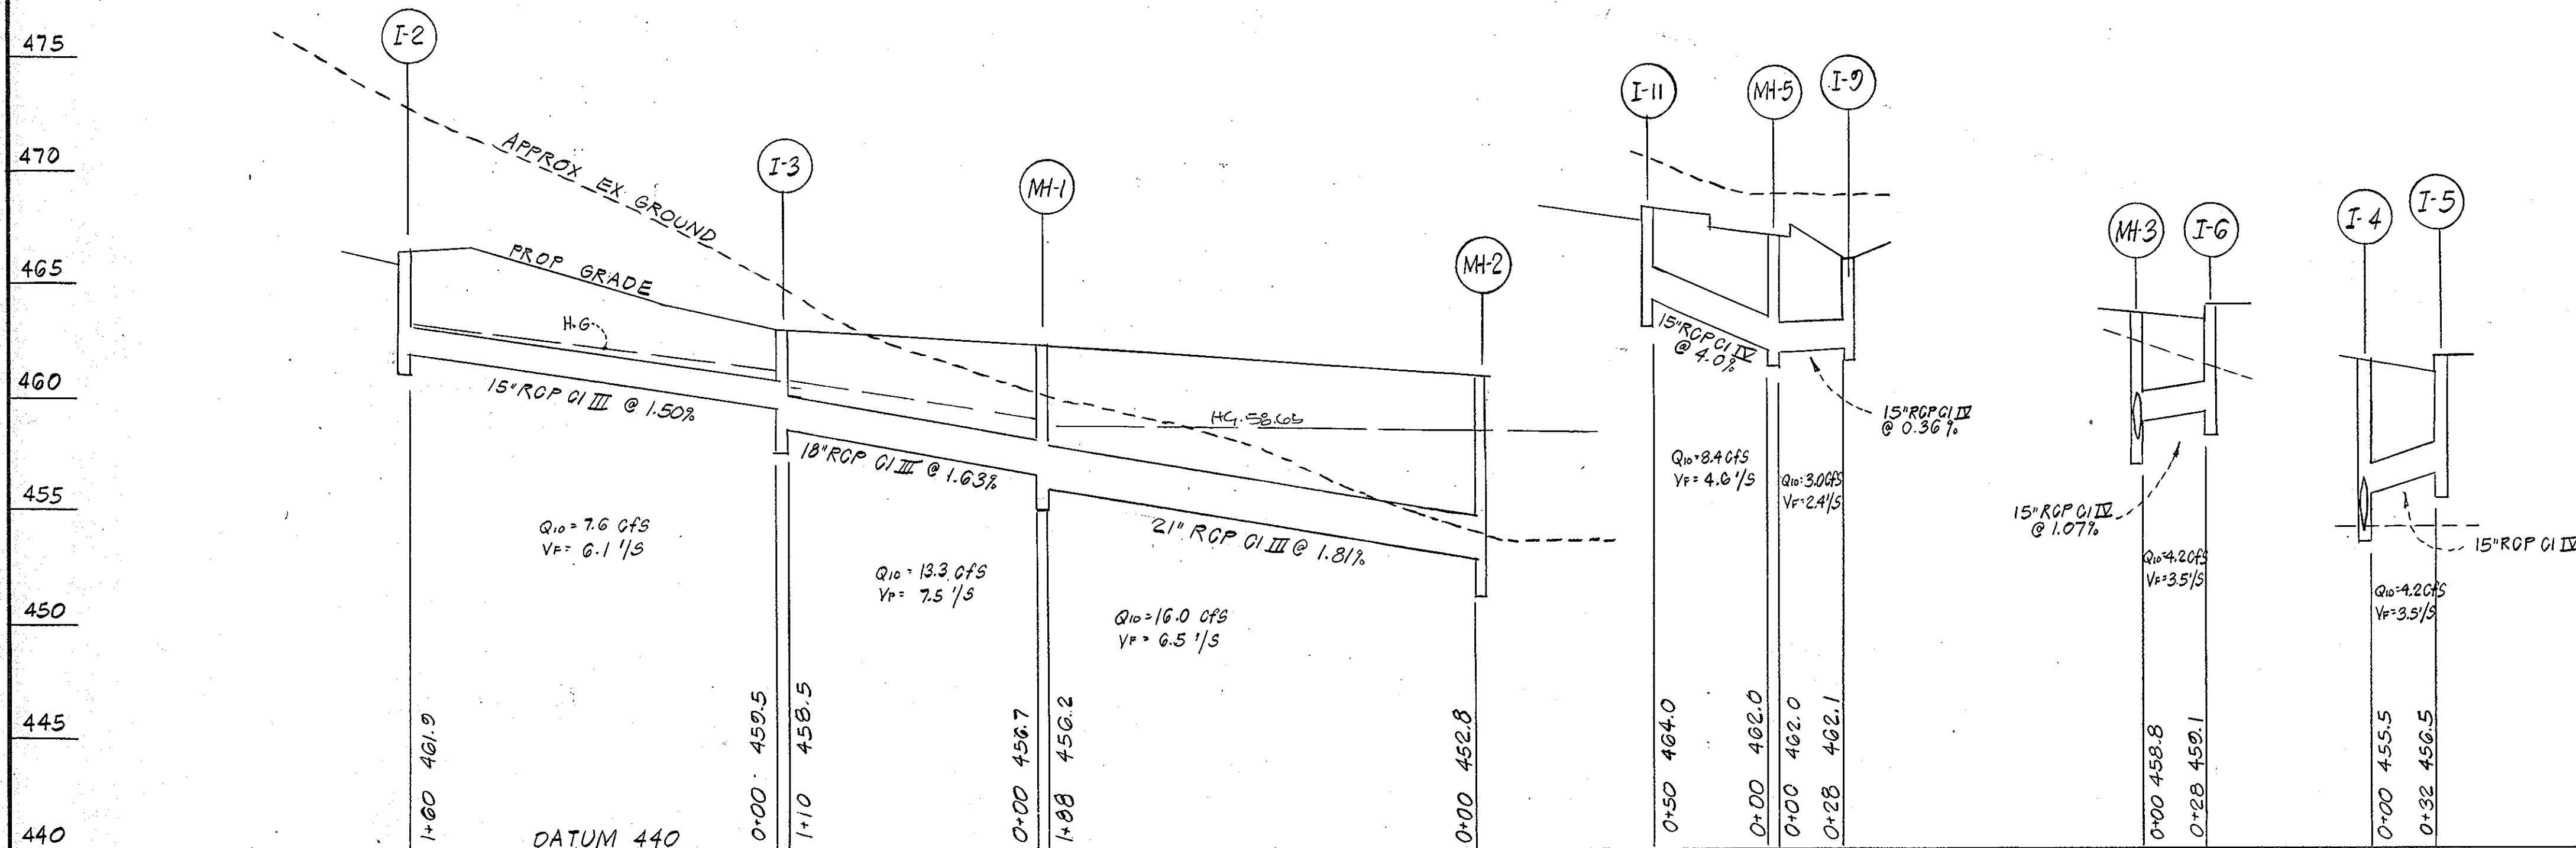 475
470
465
460
455
450
445
440
I-2
I-3
MH-1
MH-2
I-11
MH-5
I-9
MH-3
I-6
I-4
I-5
APPROX EX. GROUND
PROP GRADE
H.G.
15" RCP Cl III @ 1.50%
18" RCP Cl III @ 1.63%
21" RCP Cl III @ 1.81%
HG. 58.65
Q10 = 7.6 cfs
VF = 6.1 '/s
Q10 = 13.3 cfs
VF = 7.5 '/s
Q10 = 16.0 cfs
VF = 6.5 '/s
15" RCP Cl IV
@ 4.0%
15" RCP Cl IV
@ 0.36%
Q10 = 8.4 cfs
VF = 4.6 '/s
Q10 = 3.0 cfs
VF = 2.4 '/s
15" RCP Cl IV
@ 1.07%
Q10 = 4.2 cfs
VF = 3.5 '/s
15" RCP Cl IV
Q10 = 4.2 cfs
VF = 3.5 '/s
1+60 461.9
0+00 459.5
1+10 458.5
0+00 456.7
1+88 456.2
0+00 452.8
0+50 464.0
0+00 462.0
0+00 462.0
0+28 462.1
0+00 458.8
0+28 459.1
0+00 455.5
0+32 456.5
DATUM 440